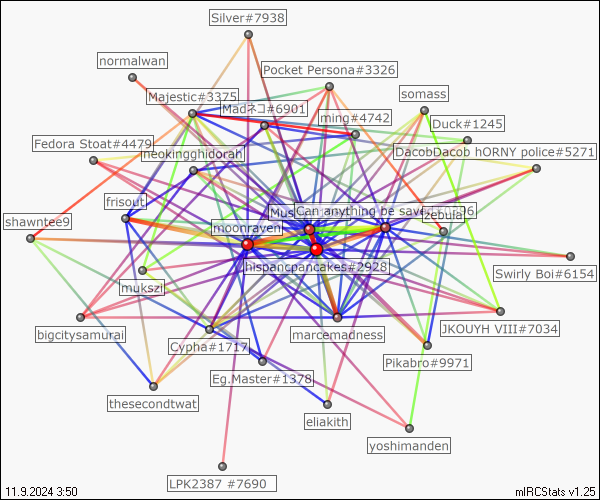 Silver#7938
normalwan
Pocket Persona#3326
Majestic#3375
somass
Madネコ#6901
ming#4742
Duck#1245
Fedora Stoat#4479
neokingghidorah
DacobDacob hORNY police#5271
frisout
Mus
Can anything be save
zebula
shawntee9
moonraven
hispancpancakes#2928
mukszi
Swirly Boi#6154
bigcitysamurai
Cypha#1717
marcemadness
JKOUYH VIII#7034
Pikabro#9971
Eg.Master#1378
thesecondtwat
eliakith
yoshimanden
LPK2387 #7690
11.9.2024 3:50
mIRCStats v1.25